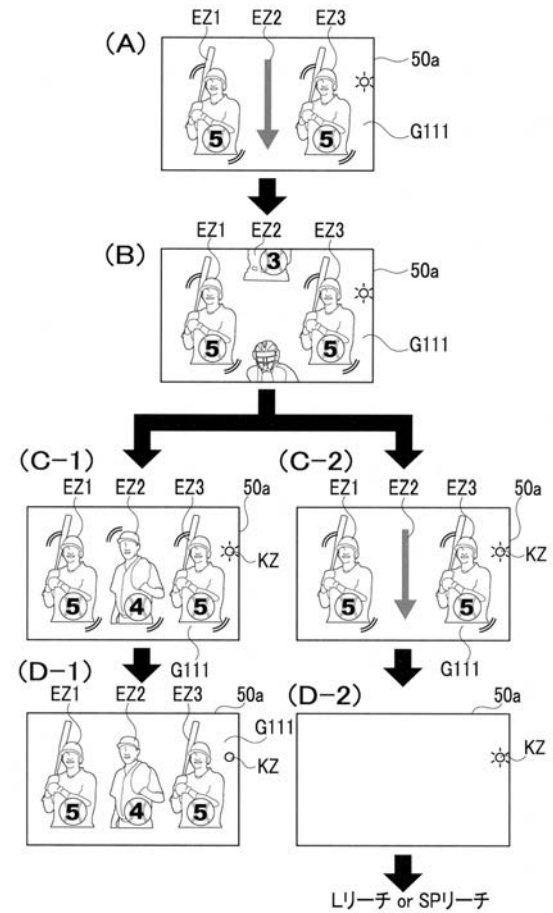 EZ1 EZ2 EZ3
(A)
50a
5 5
G111
EZ1 EZ2 EZ3
(B)
3
50a
G111
5 5
(C-1) (C-2)
EZ1 EZ2 EZ3 50a EZ1 EZ2 EZ3 50a
KZ KZ
5 4 5 5 5
G111 G111
(D-1) (D-2)
EZ1 EZ2 EZ3 50a 50a
G111
KZ KZ
5 4 5
Lリーチ or SPリーチ